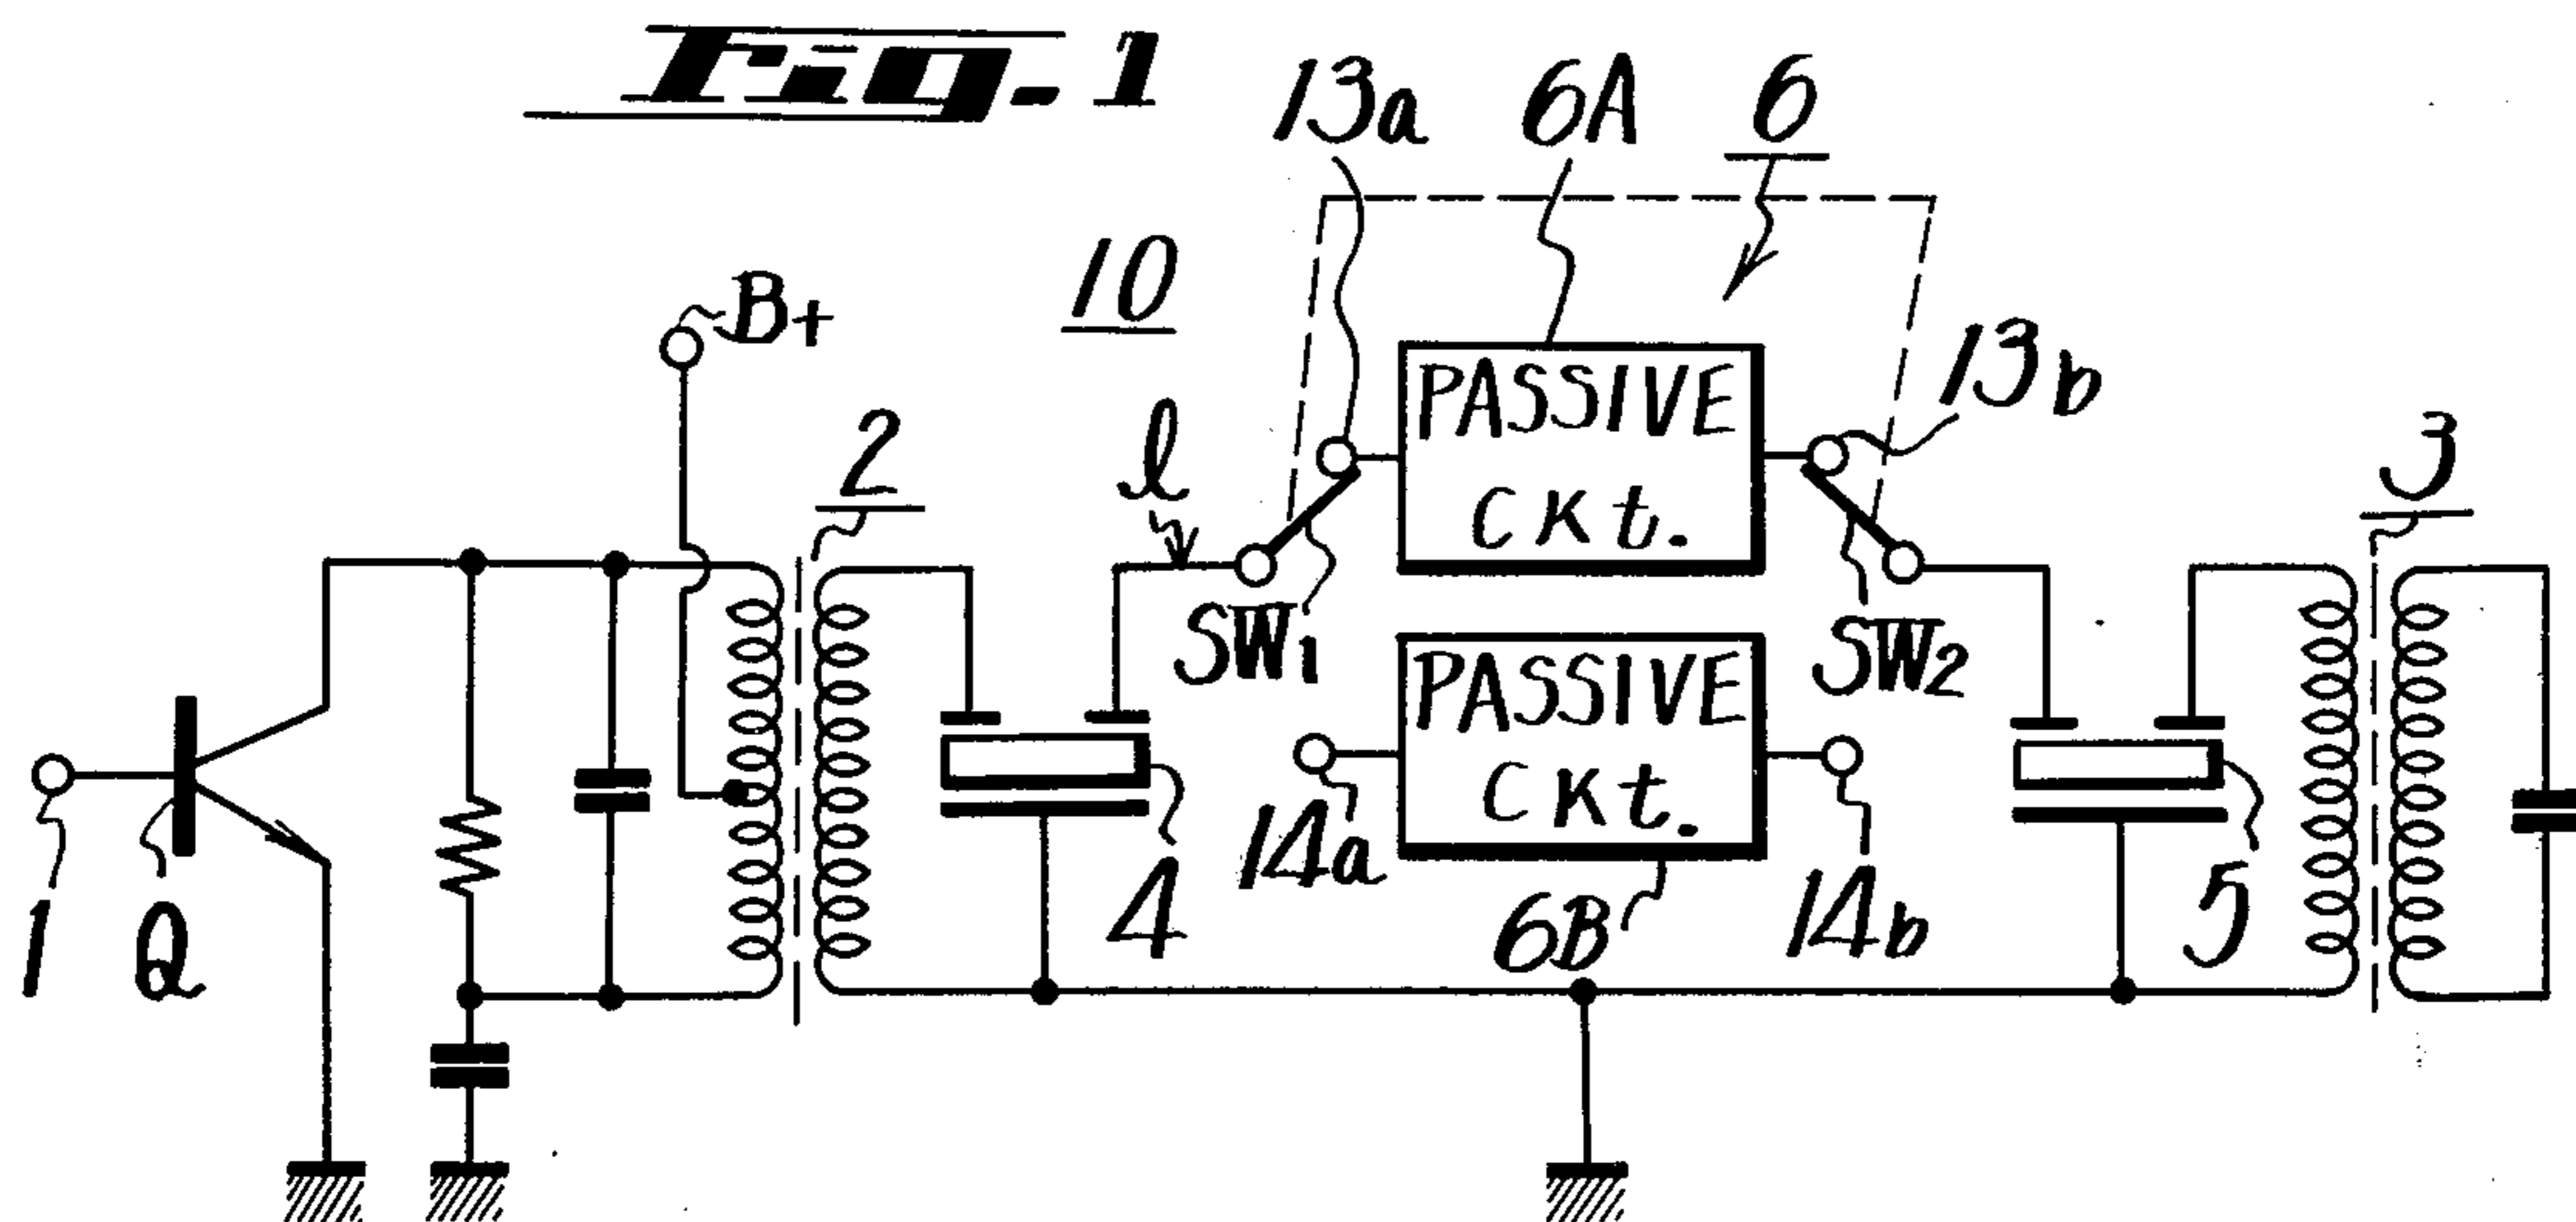 Fig.1
13a
6A
6
10
B+
2
l
PASSIVE
CKt.
13b
3
SW1
SW2
PASSIVE
CKt.
14a
14b
4
5
6B
1
Q